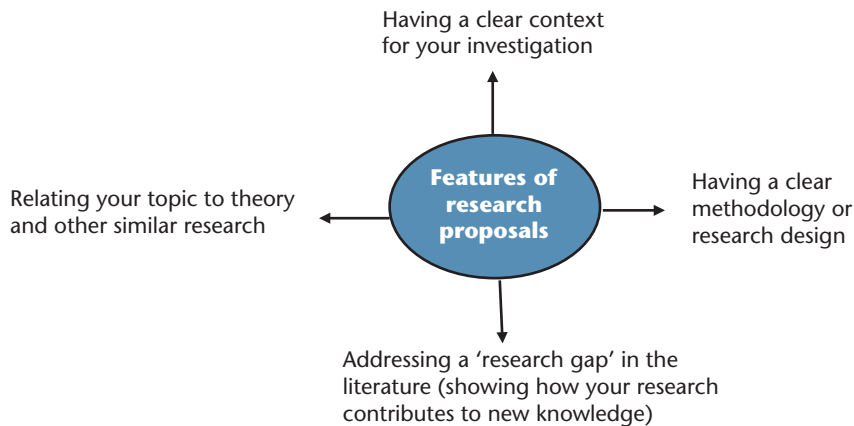 Having a clear context
for your investigation
Features of
research
proposals
Relating your topic to theory
and other similar research
Having a clear
methodology or
research design
Addressing a ‘research gap’ in the
literature (showing how your research
contributes to new knowledge)